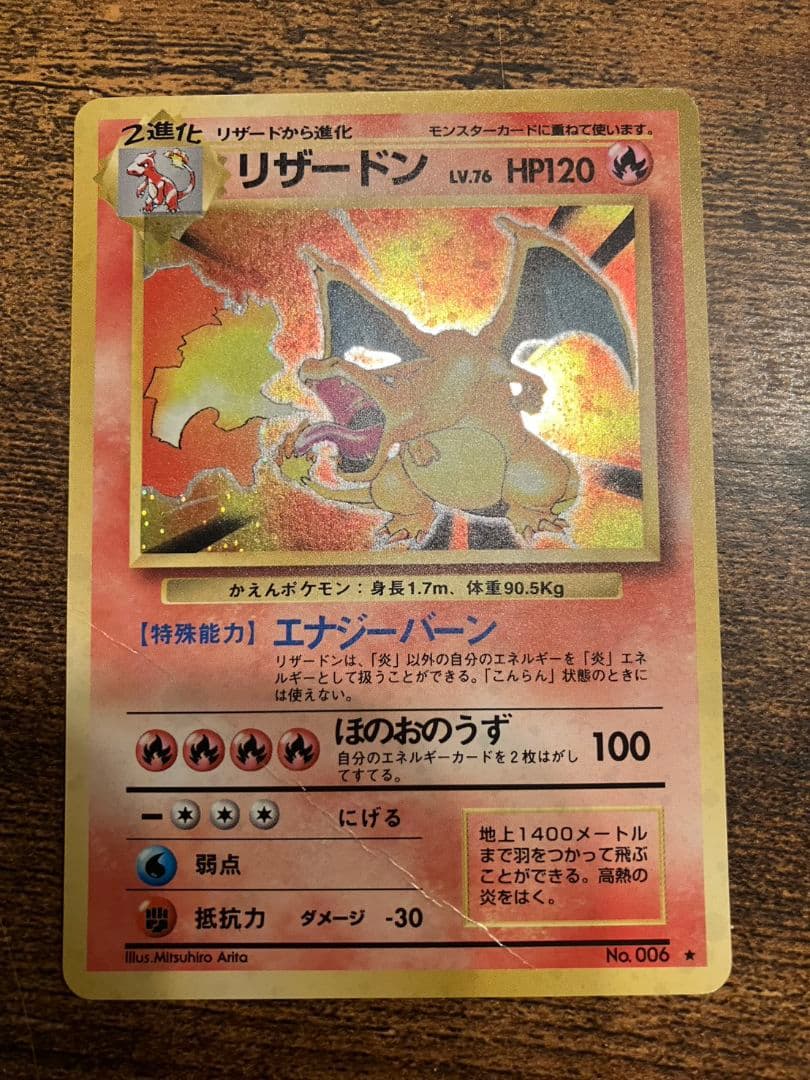 2進化 リザードから進化 モンスターカードに重ねて使います。
リザードン LV.76 HP120
かえんポケモン：身長1.7m、体重90.5Kg
【特殊能力】エナジーバーン
リザードンは、「炎」以外の自分のエネルギーを「炎」エネ
ルギーとして扱うことができる。「こんらん」状態のときに
は使えない。
ほのおのうず 100
自分のエネルギーカードを2枚はがし
てすてる。
にげる
弱点
抵抗力 ダメージ -30
地上1400メートル
まで羽をつかって飛ぶ
ことができる。高熱の
炎をはく。
Illus.Mitsuhiro Arita No. 006 ★